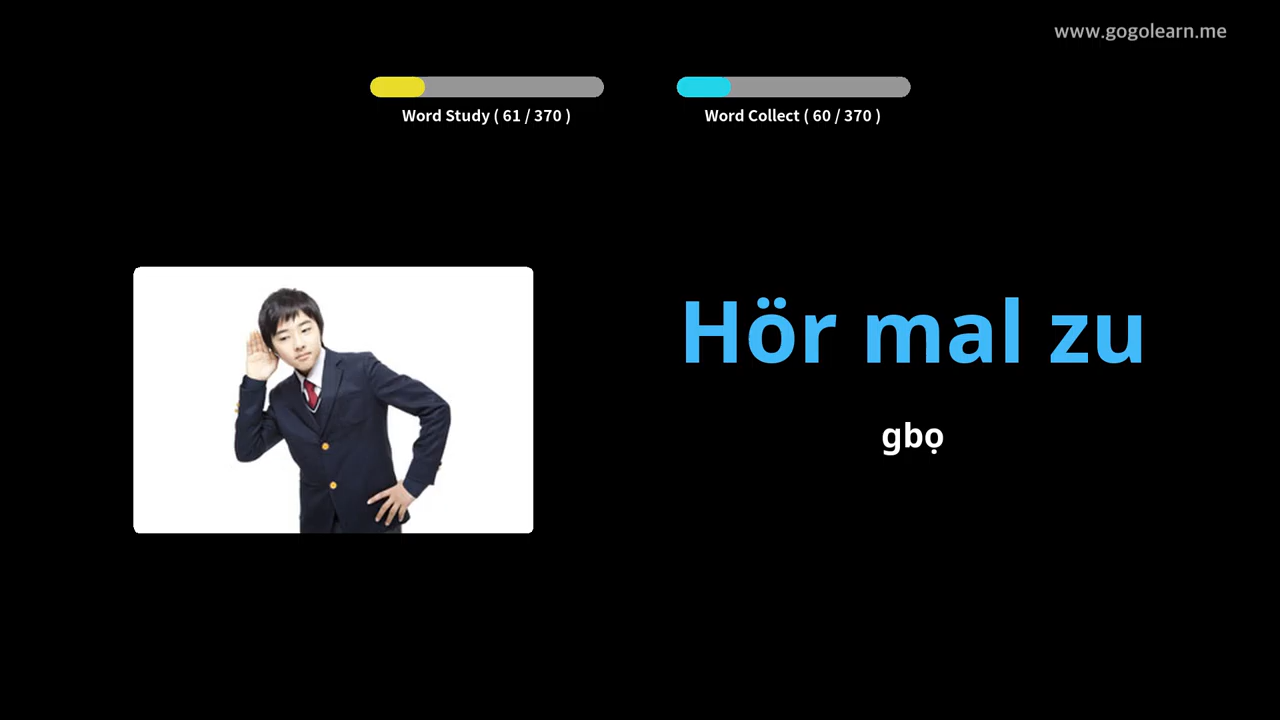 www.gogolearn.me
Word Study ( 61 / 370 )
Word Collect ( 60 / 370 )
Hör mal zu
gbọ